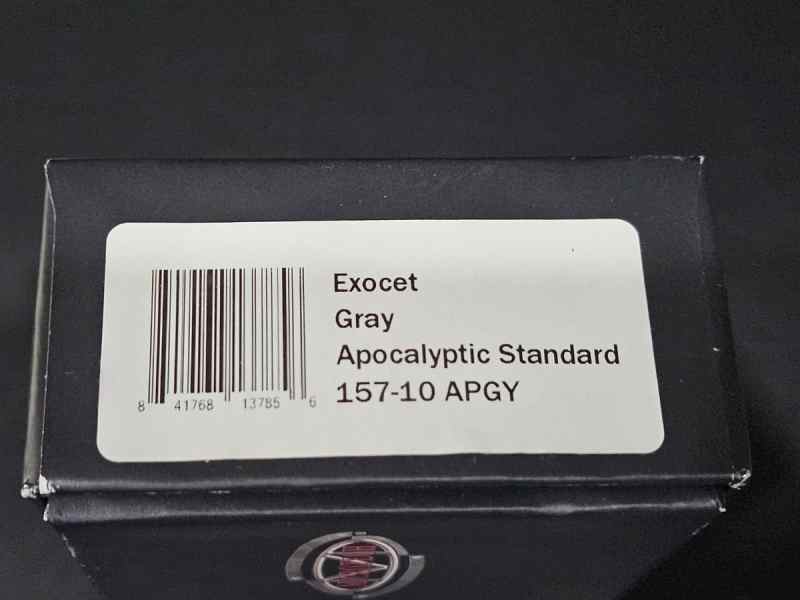 Exocet
Gray
Apocalyptic Standard
157-10 APGY
8 41768 13785 6